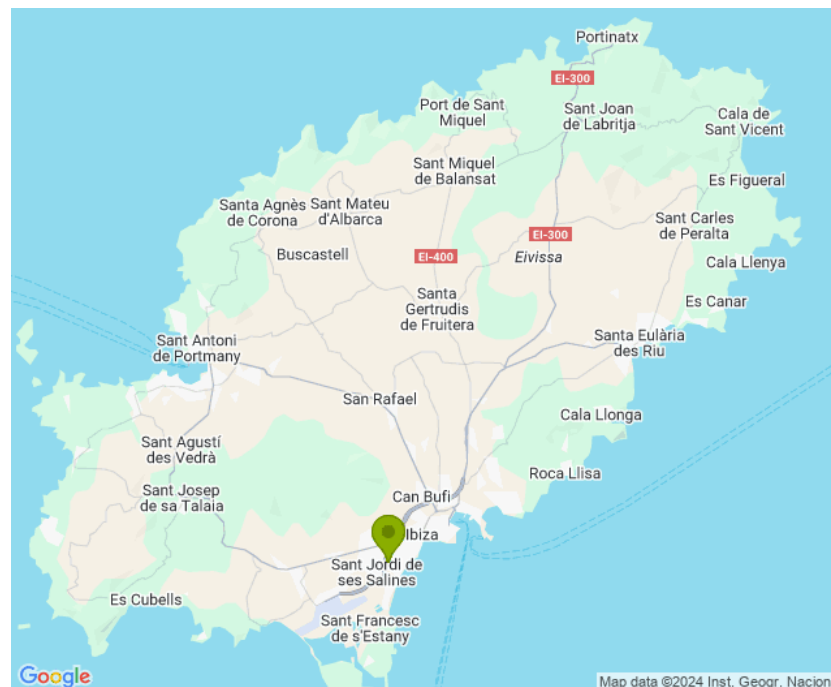 Portinatx
EI-300
Port de Sant
Miquel
Sant Joan
de Labritja
Cala de
Sant Vicent
Sant Miquel
de Balansat
Es Figueral
Santa Agnès
de Corona
Sant Mateu
d'Albarca
Sant Carles
de Peralta
EI-300
Buscastell
EI-400
Eivissa
Cala Llenya
Santa
Gertrudis
de Fruitera
Es Canar
Sant Antoni
de Portmany
Santa Eulària
des Riu
San Rafael
Cala Llonga
Sant Agustí
des Vedrà
Roca Llisa
Sant Josep
de sa Talaia
Can Bufí
Ibiza
Sant Jordi de
ses Salines
Es Cubells
Sant Francesc
de s'Estany
Google
Map data ©2024 Inst. Geogr. Nacion